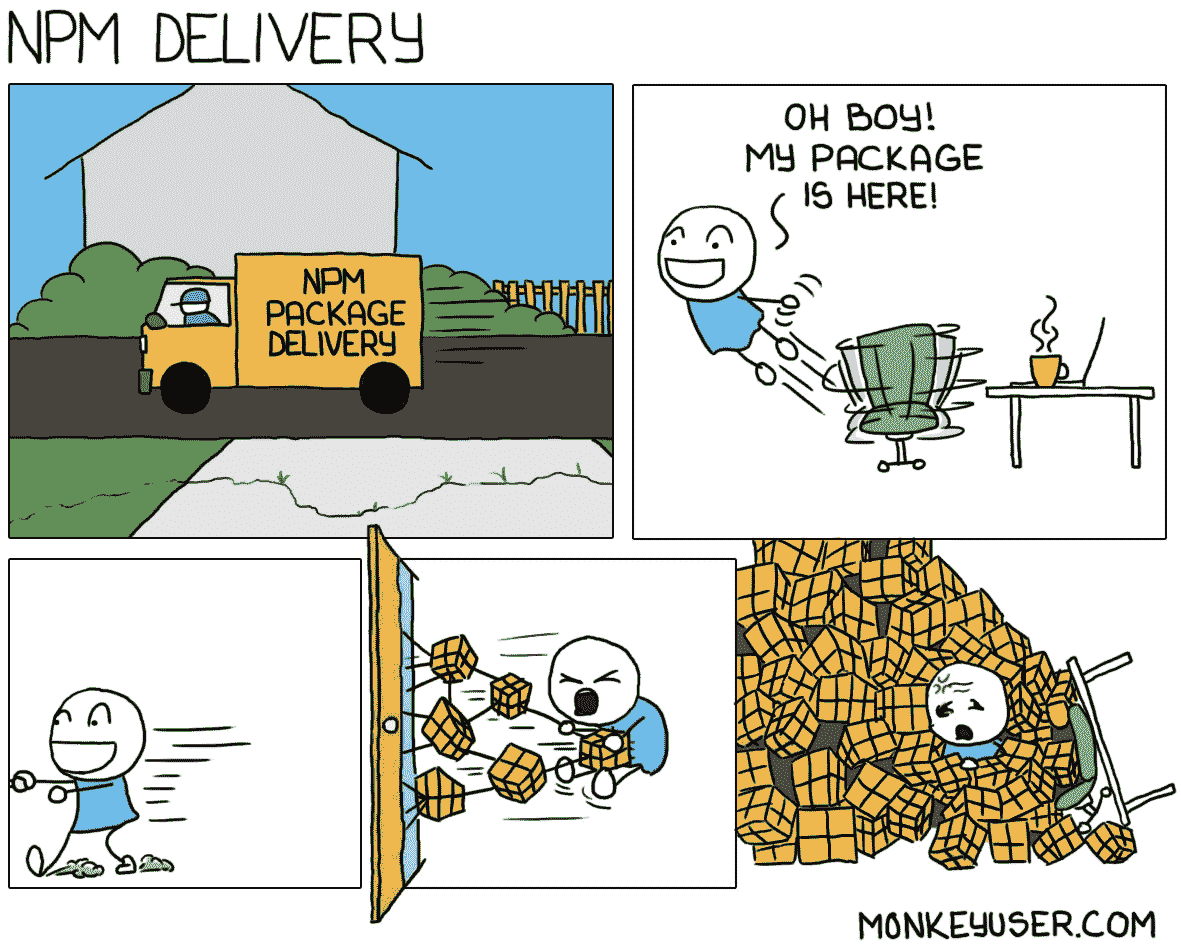 NPM DELIVERY
NPM
PACKAGE
DELIVERY
OH BOY!
MY PACKAGE
IS HERE!
MONKEYUSER.COM